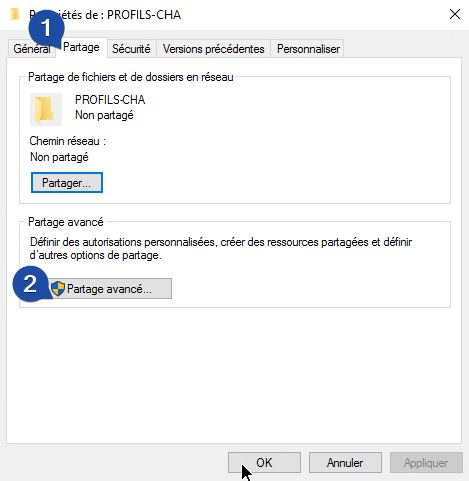 Propriétés de : PROFILS-CHA
1
Général Partage Sécurité Versions précédentes Personnaliser
Partage de fichiers et de dossiers en réseau
PROFILS-CHA
Non partagé
Chemin réseau :
Non partagé
Partager...
Partage avancé
Définir des autorisations personnalisées, créer des ressources partagées et définir
d'autres options de partage.
2 Partage avancé...
OK Annuler Appliquer